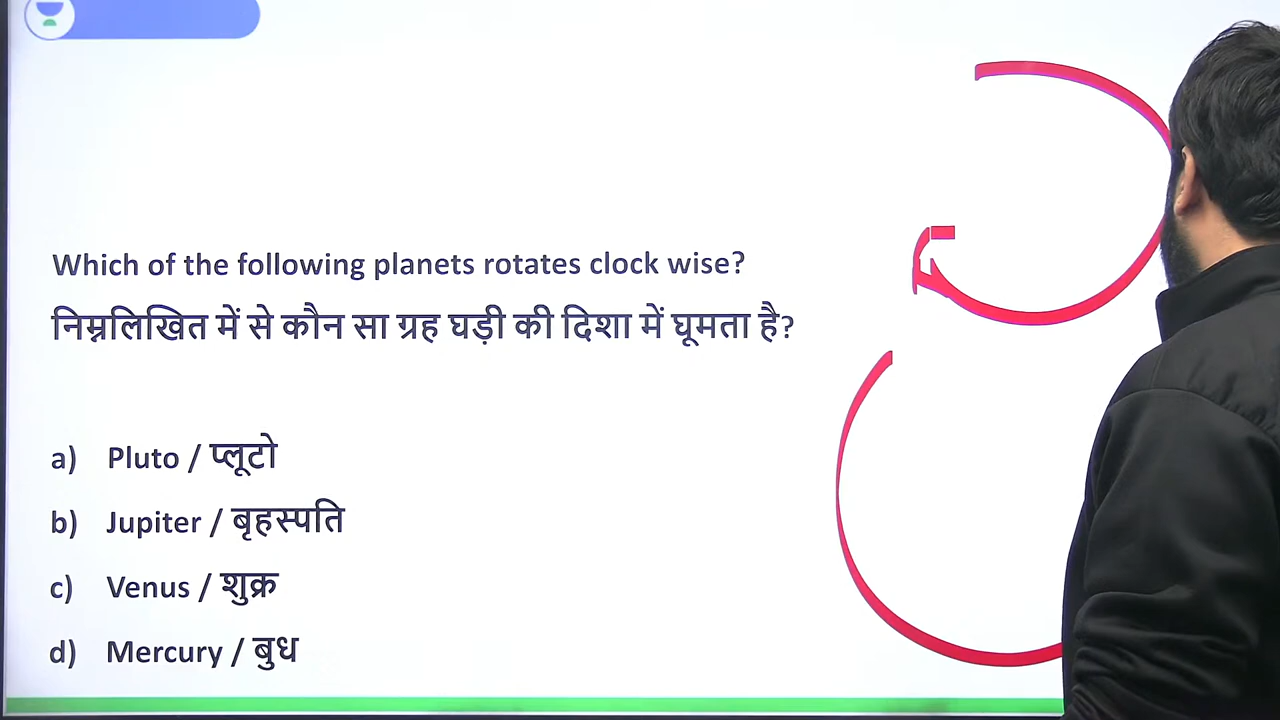 Which of the following planets rotates clock wise?
निम्नलिखित में से कौन सा ग्रह घड़ी की दिशा में घूमता है?
a) Pluto / प्लूटो
b) Jupiter / बृहस्पति
c) Venus / शुक्र
d) Mercury / बुध